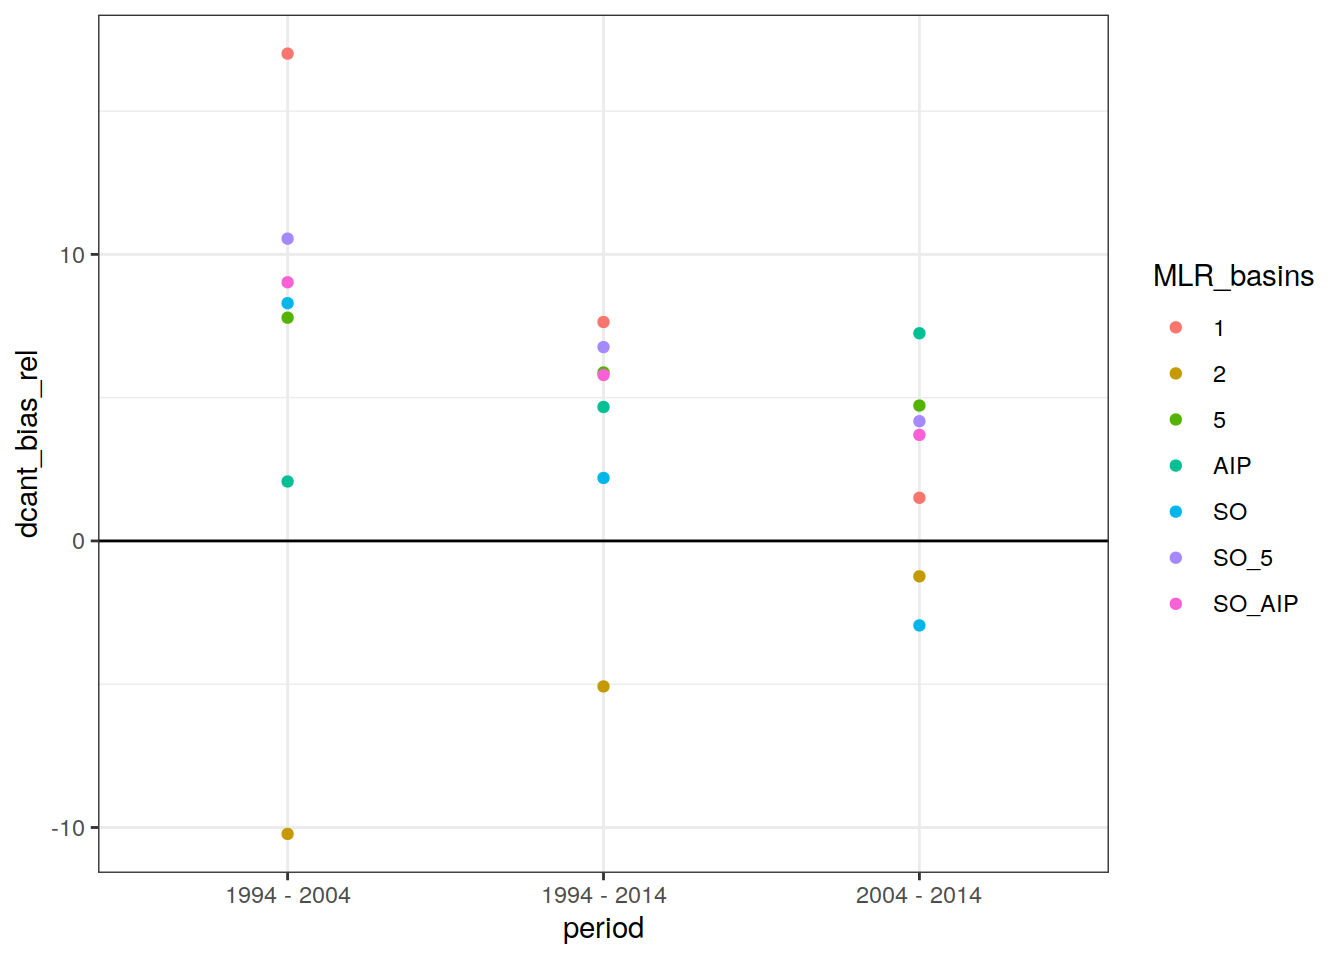 dcant_bias_rel
10
0
-10
1994 - 2004
1994 - 2014
2004 - 2014
period
MLR_basins
1
2
5
AIP
SO
SO_5
SO_AIP